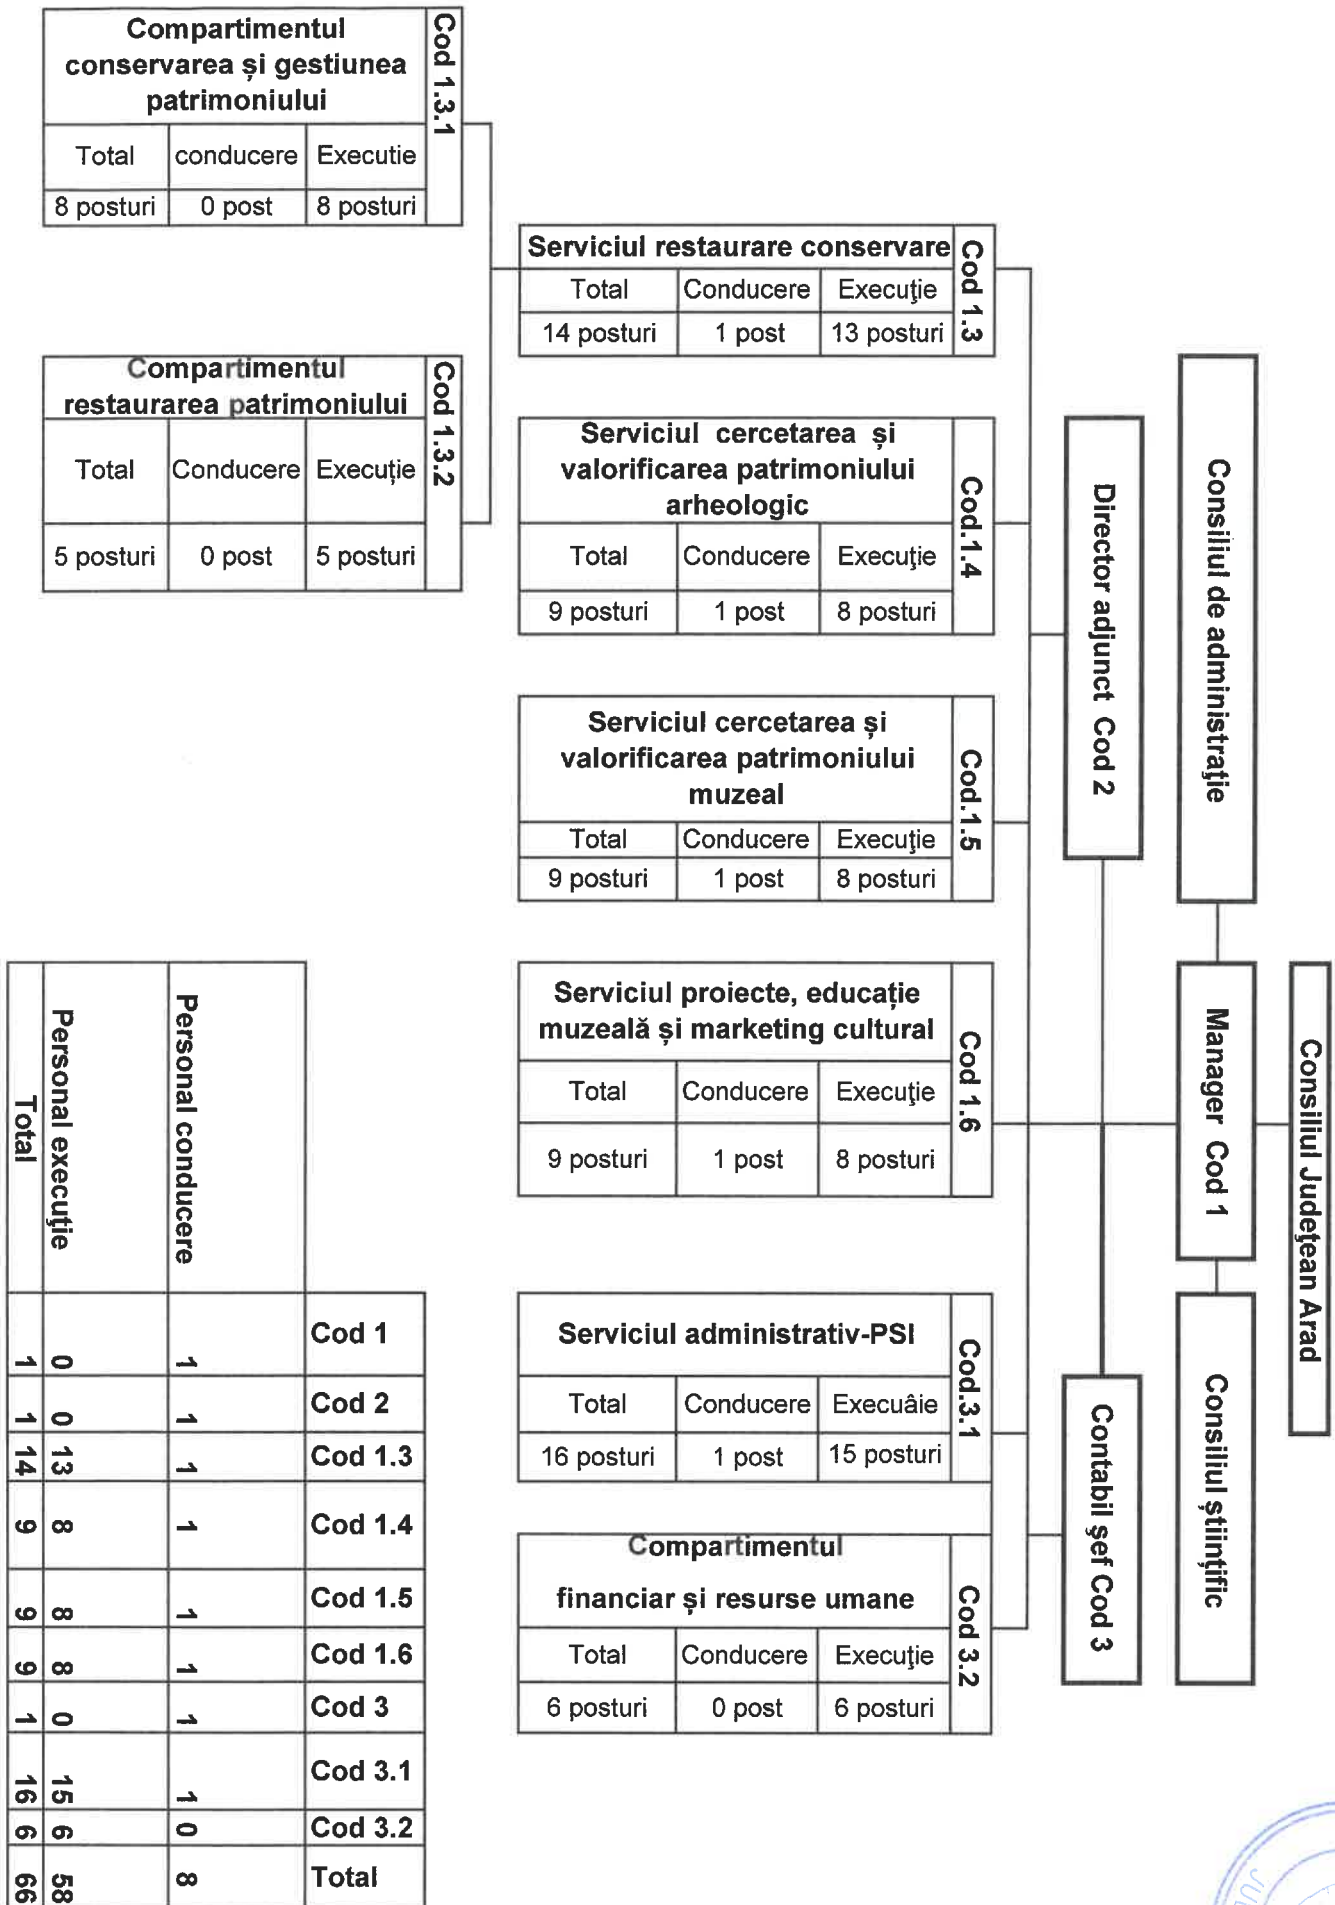 Consiliul Județean Arad
Consiliul de administrație
Manager Cod 1
Consiliul științific
Director adjunct Cod 2
Contabil șef Cod 3
Cod 1.3
Serviciul restaurare conservare
Total Conducere Execuţie
14 posturi 1 post 13 posturi
Cod.1.4
Serviciul cercetarea și
valorificarea patrimoniului
arheologic
Total Conducere Execuţie
9 posturi 1 post 8 posturi
Cod.1.5
Serviciul cercetarea și
valorificarea patrimoniului
muzeal
Total Conducere Execuţie
9 posturi 1 post 8 posturi
Cod 1.6
Serviciul proiecte, educație
muzeală și marketing cultural
Total Conducere Execuţie
9 posturi 1 post 8 posturi
Cod.3.1
Serviciul administrativ-PSI
Total Conducere Execuâie
16 posturi 1 post 15 posturi
Cod 3.2
Compartimentul
financiar și resurse umane
Total Conducere Execuţie
6 posturi 0 post 6 posturi
Cod 1.3.1
Compartimentul
conservarea și gestiunea
patrimoniului
Total conducere Executie
8 posturi 0 post 8 posturi
Cod 1.3.2
Compartimentul
restaurarea patrimoniului
Total Conducere Execuție
5 posturi 0 post 5 posturi
Cod 1 Cod 2 Cod 1.3 Cod 1.4 Cod 1.5 Cod 1.6 Cod 3 Cod 3.1 Cod 3.2 Total
Personal conducere 1 1 1 1 1 1 1 1 0 8
Personal execuţie 0 0 13 8 8 8 0 15 6 58
Total 1 1 14 9 9 9 1 16 6 66